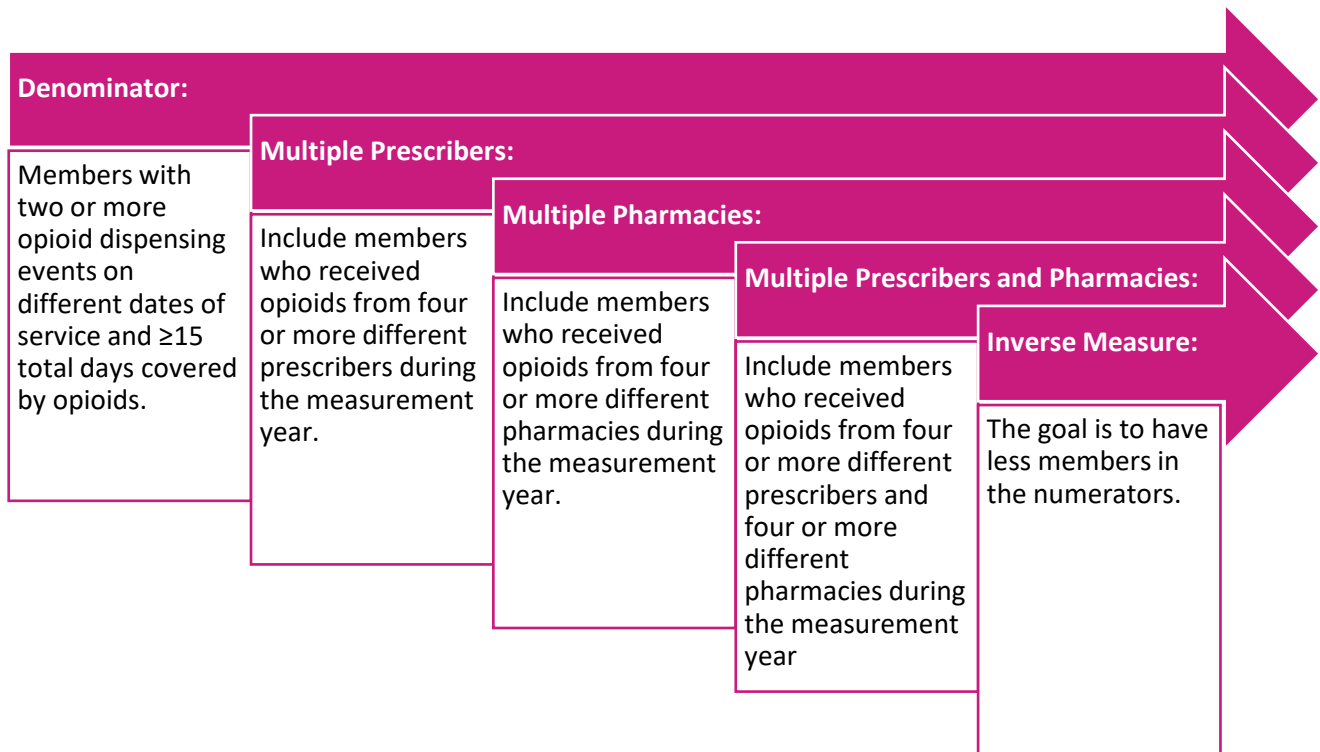 Denominator:
Members with
two or more
opioid dispensing
events on
different dates of
service and ≥15
total days covered
by opioids.
Multiple Prescribers:
Include members
who received
opioids from four
or more different
prescribers during
the measurement
year.
Multiple Pharmacies:
Include members
who received
opioids from four
or more different
pharmacies during
the measurement
year.
Multiple Prescribers and Pharmacies:
Include members
who received
opioids from four
or more different
prescribers and
four or more
different
pharmacies during
the measurement
year
Inverse Measure:
The goal is to have
less members in
the numerators.